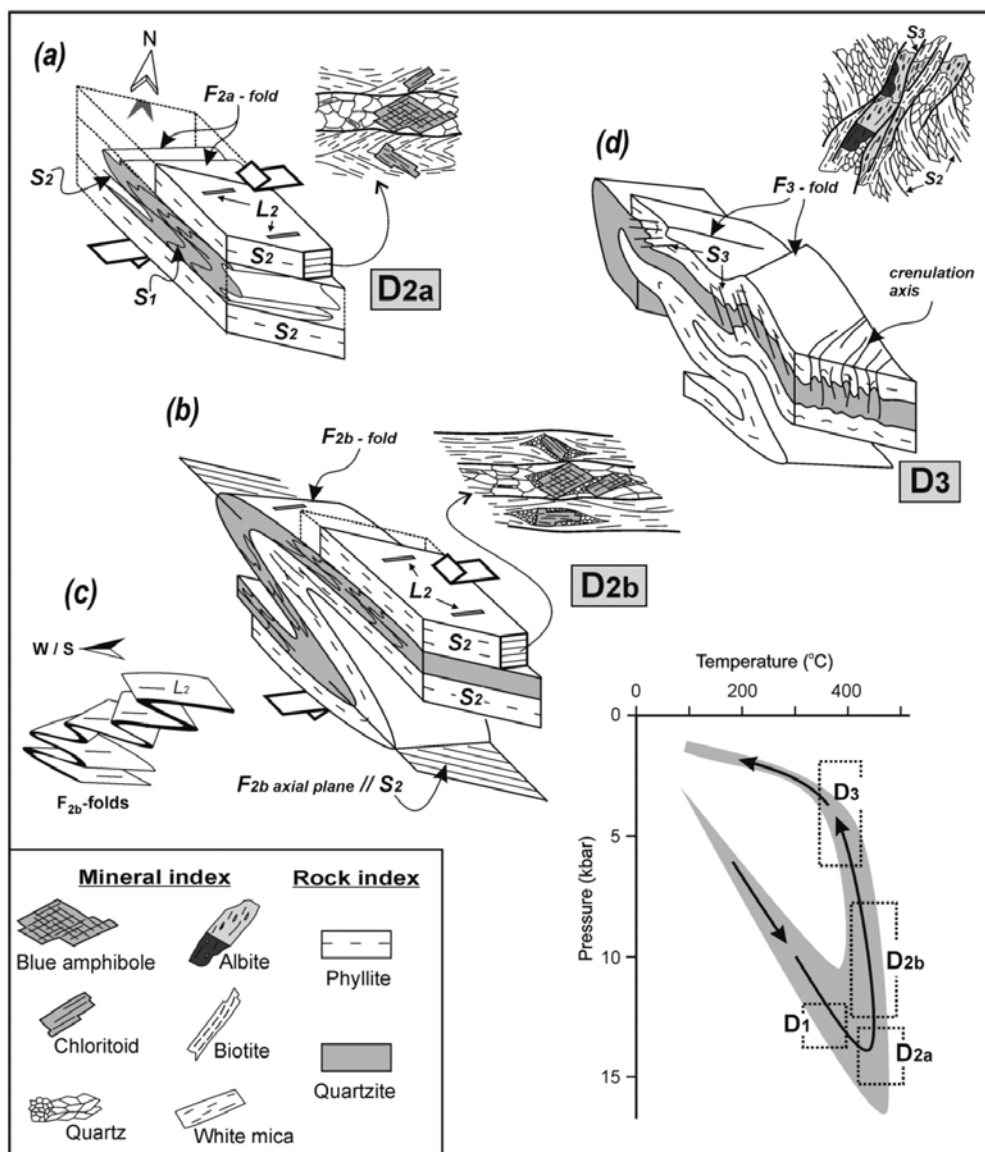 (a)
N
F2a - fold
S2
L2
S2
S1
S2
D2a
(d)
S3
S2
F3 - fold
S3
crenulation
axis
D3
(b)
F2b - fold
L2
S2
S2
D2b
F2b axial plane // S2
(c)
W / S
L2
F2b-folds
Mineral index
Rock index
Blue amphibole
Albite
Phyllite
Chloritoid
Biotite
Quartzite
Quartz
White mica
Temperature (°C)
0 200 400
0
5
10
15
Pressure (kbar)
D3
D2b
D1
D2a